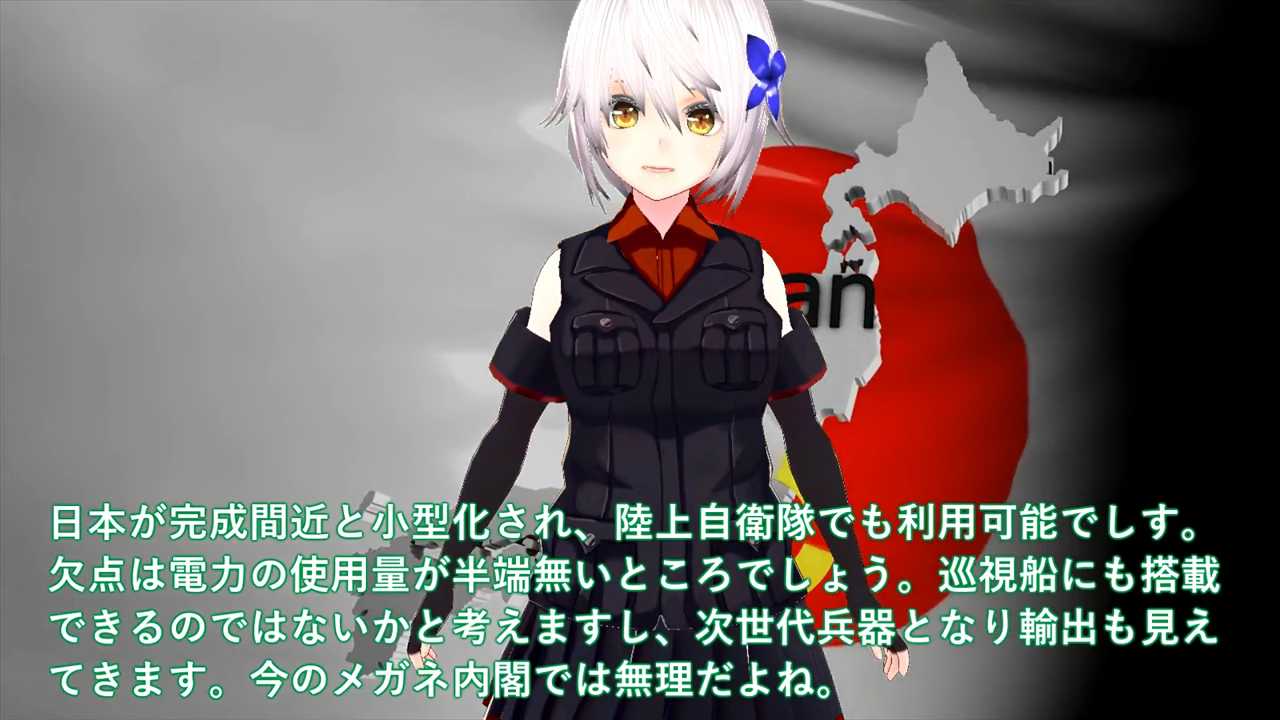 an
日本が完成間近と小型化され、陸上自衛隊でも利用可能でしす。
欠点は電力の使用量が半端無いところでしょう。巡視船にも搭載
できるのではないかと考えますし、次世代兵器となり輸出も見え
てきます。今のメガネ内閣では無理だよね。